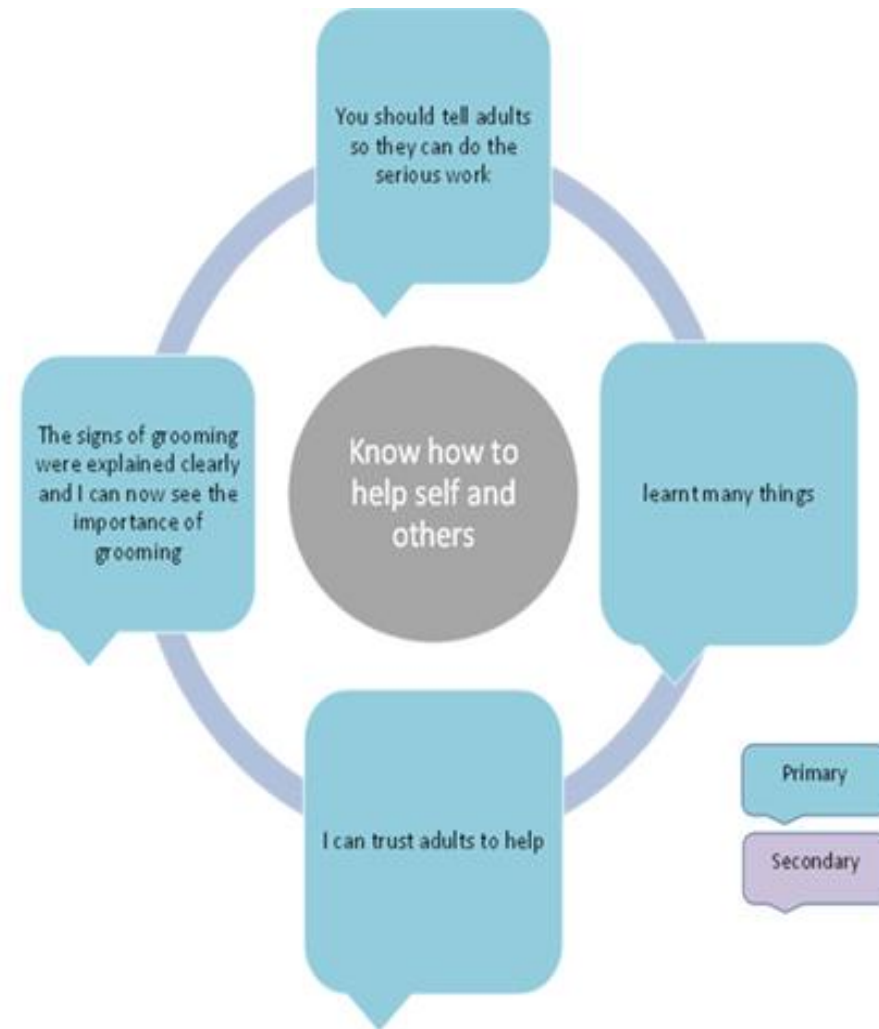 You should tell adults
so they can do the
serious work
The signs of grooming
were explained clearly
and I can now see the
importance of
grooming
Know how to
help self and
others
learnt many things
I can trust adults to help
Primary
Secondary